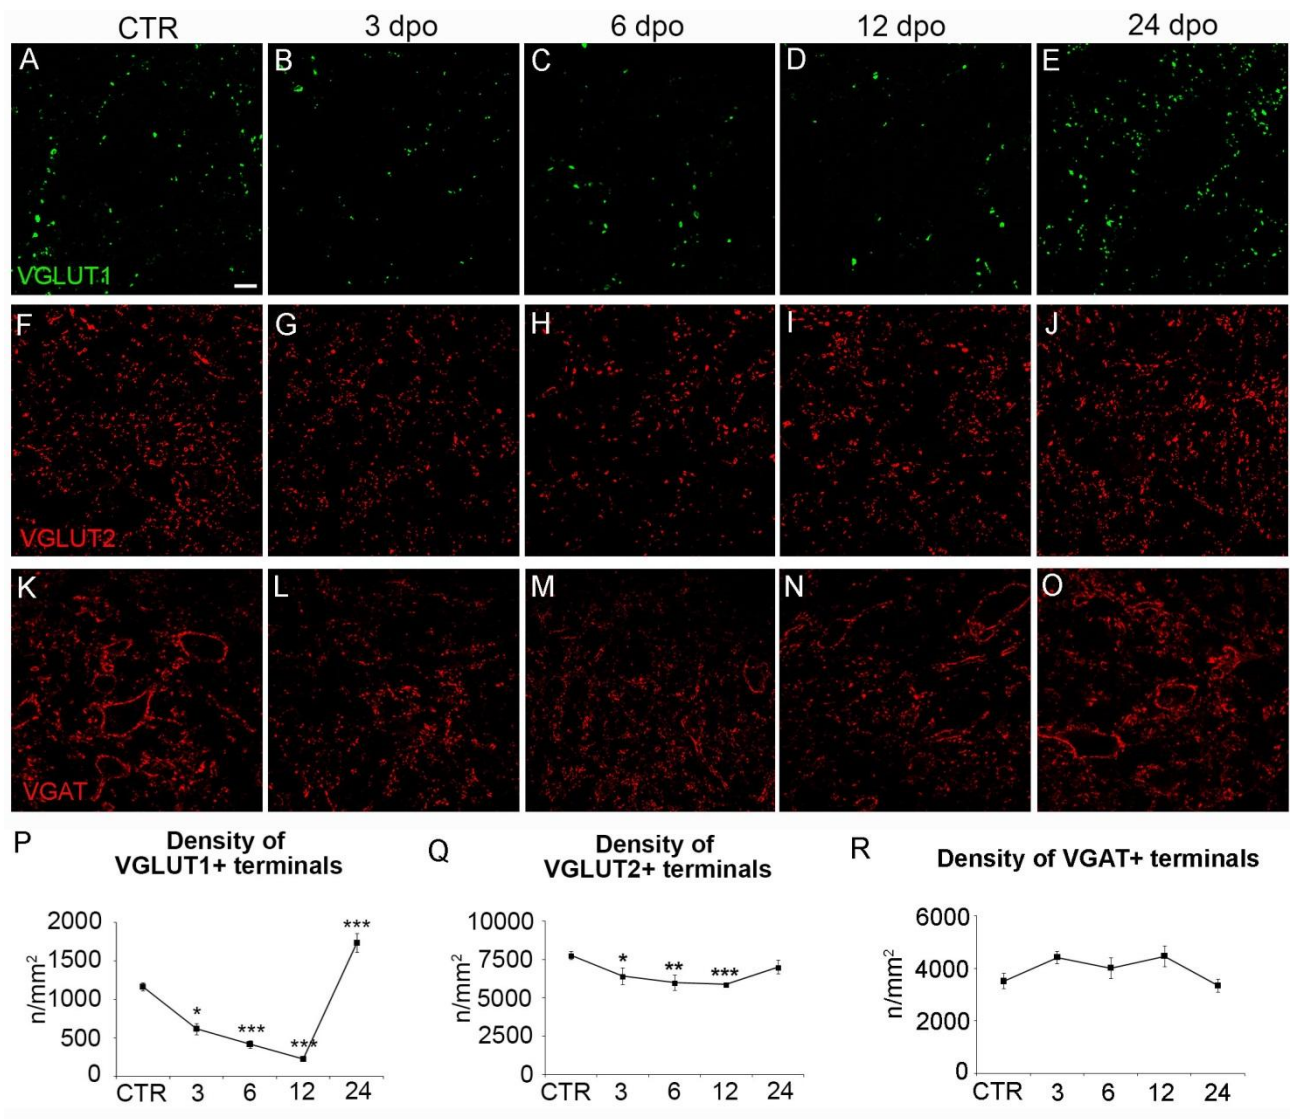 CTR 3 dpo 6 dpo 12 dpo 24 dpo
A B C D E
VGLUT1
F G H I J
VGLUT2
K L M N O
VGAT
P Density of
VGLUT1+ terminals
2000
1500
1000
500
0
n/mm²
* *** *** ***
CTR 3 6 12 24
Q Density of
VGLUT2+ terminals
10000
7500
5000
2500
0
n/mm²
* ** ***
CTR 3 6 12 24
R Density of VGAT+ terminals
6000
4000
2000
0
n/mm²
CTR 3 6 12 24